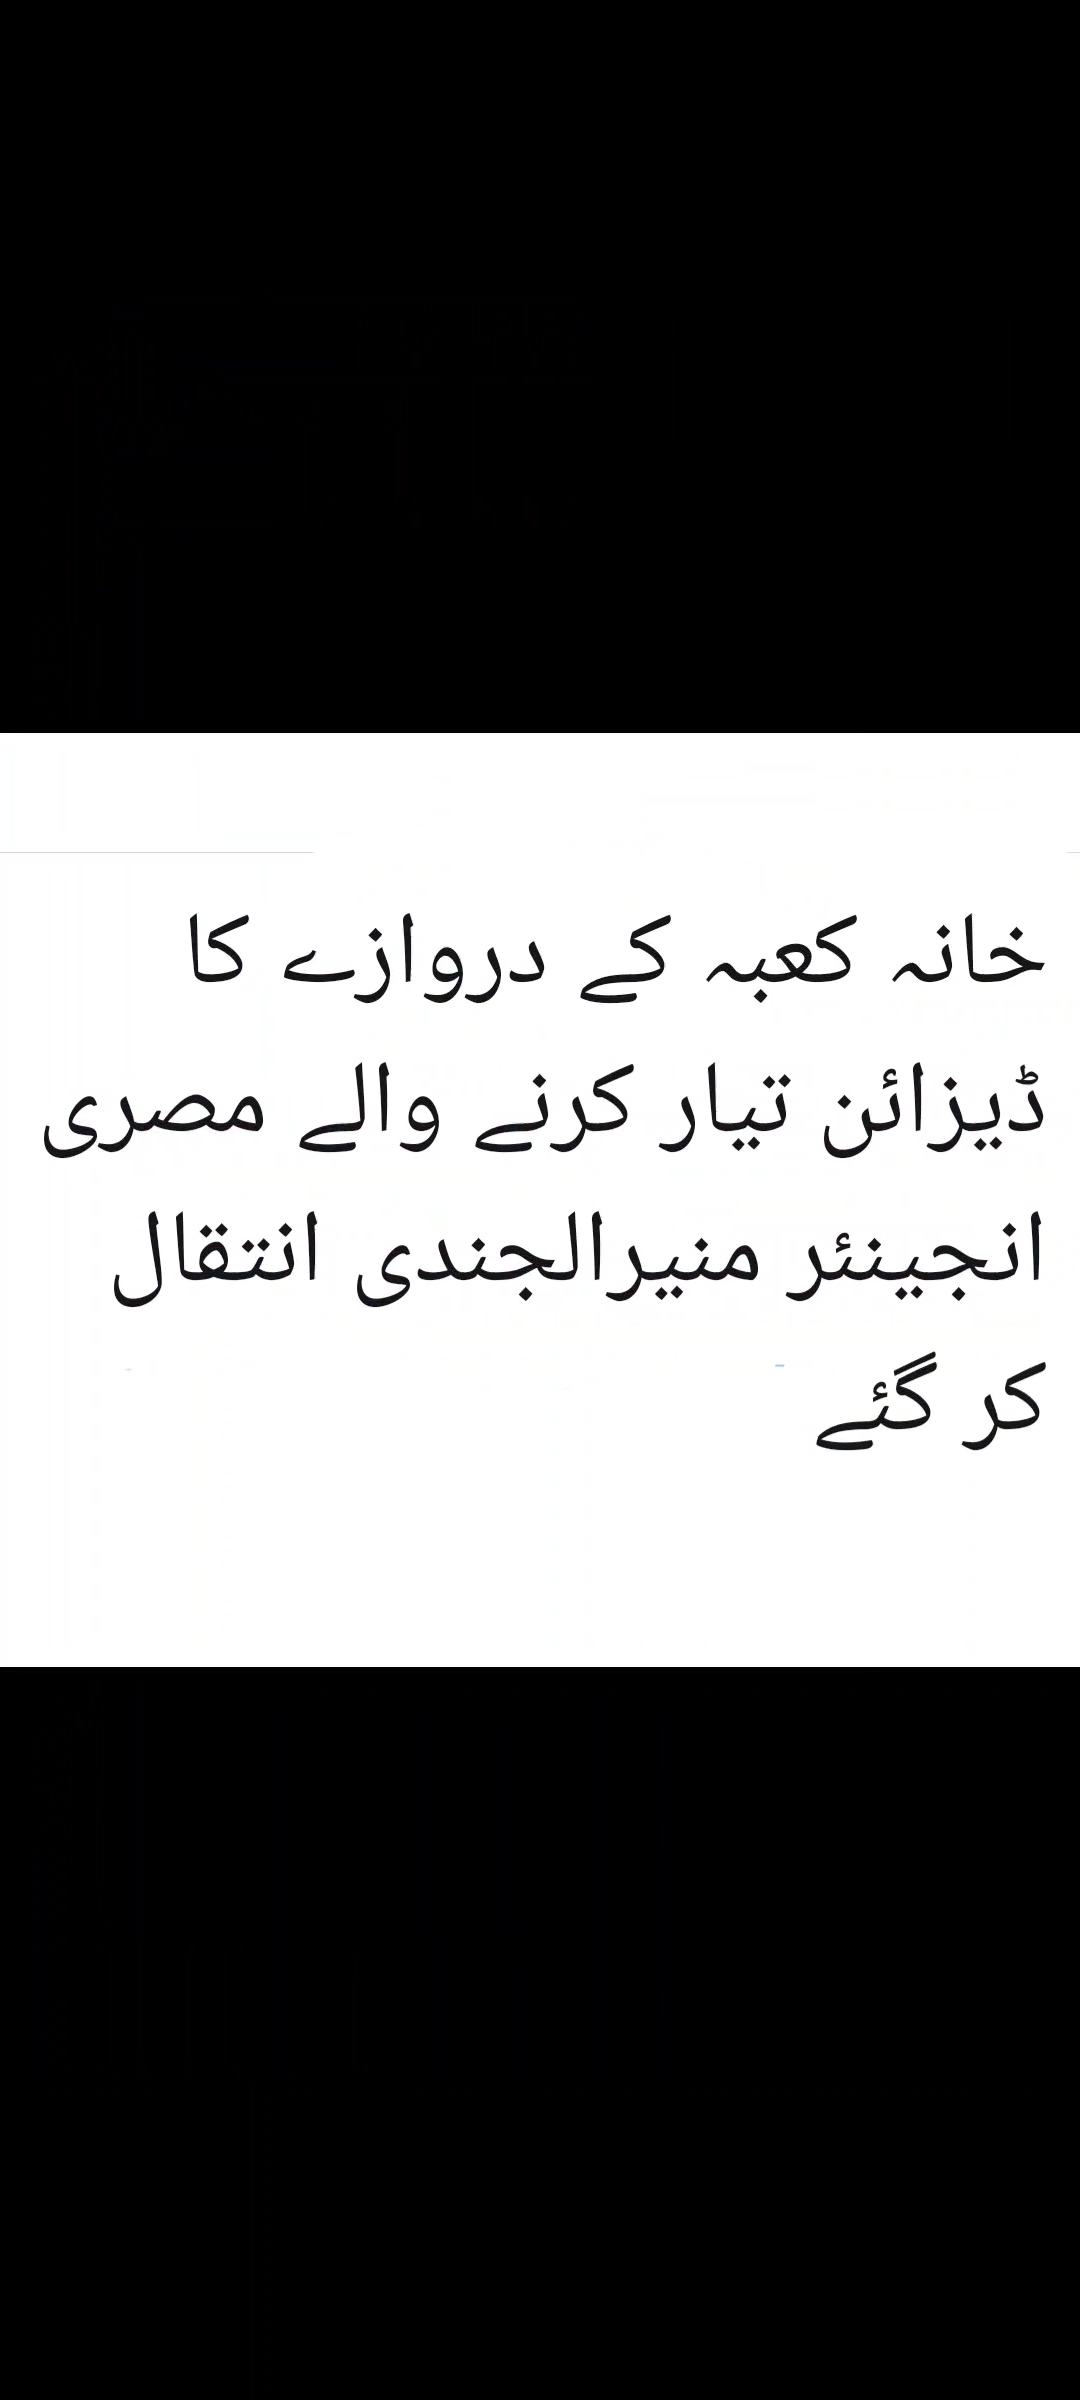 خانہ کعبہ کے دروازے کا
ڈیزائن تیار کرنے والے مصری
انجینئر منیرالجندی انتقال
کر گئے